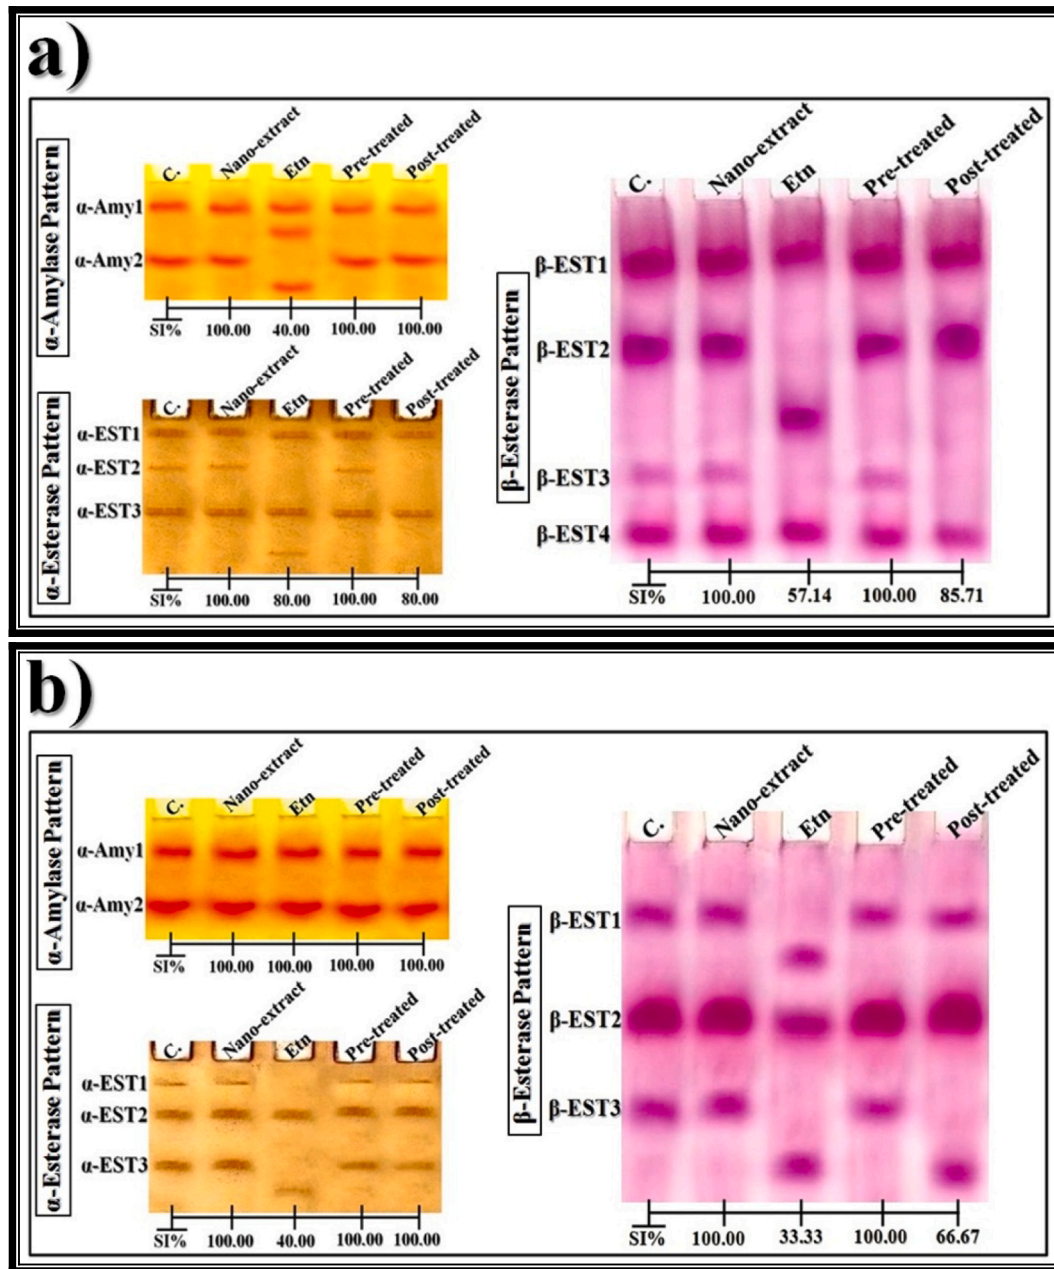 a)
α-Amylase Pattern
C. Nano-extract Etn Pre-treated Post-treated
α-Amy1
α-Amy2
SI% 100.00 40.00 100.00 100.00
α-Esterase Pattern
C. Nano-extract Etn Pre-treated Post-treated
α-EST1
α-EST2
α-EST3
SI% 100.00 80.00 100.00 80.00
β-Esterase Pattern
C. Nano-extract Etn Pre-treated Post-treated
β-EST1
β-EST2
β-EST3
β-EST4
SI% 100.00 57.14 100.00 85.71
b)
α-Amylase Pattern
C. Nano-extract Etn Pre-treated Post-treated
α-Amy1
α-Amy2
SI% 100.00 100.00 100.00 100.00
α-Esterase Pattern
C. Nano-extract Etn Pre-treated Post-treated
α-EST1
α-EST2
α-EST3
SI% 100.00 40.00 100.00 100.00
β-Esterase Pattern
C. Nano-extract Etn Pre-treated Post-treated
β-EST1
β-EST2
β-EST3
SI% 100.00 33.33 100.00 66.67